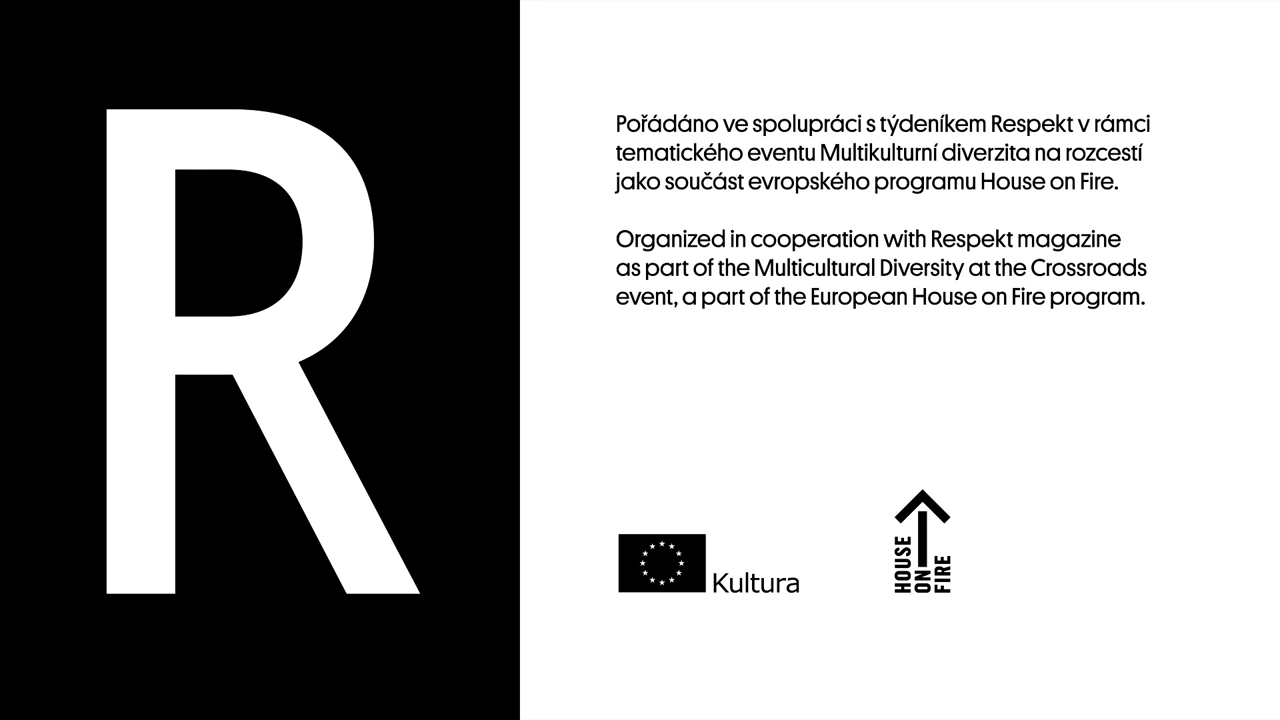 R
Pořádáno ve spolupráci s týdeníkem Respekt v rámci
tematického eventu Multikulturní diverzita na rozcestí
jako součást evropského programu House on Fire.
Organized in cooperation with Respekt magazine
as part of the Multicultural Diversity at the Crossroads
event, a part of the European House on Fire program.
Kultura
HOUSE
ON
FIRE